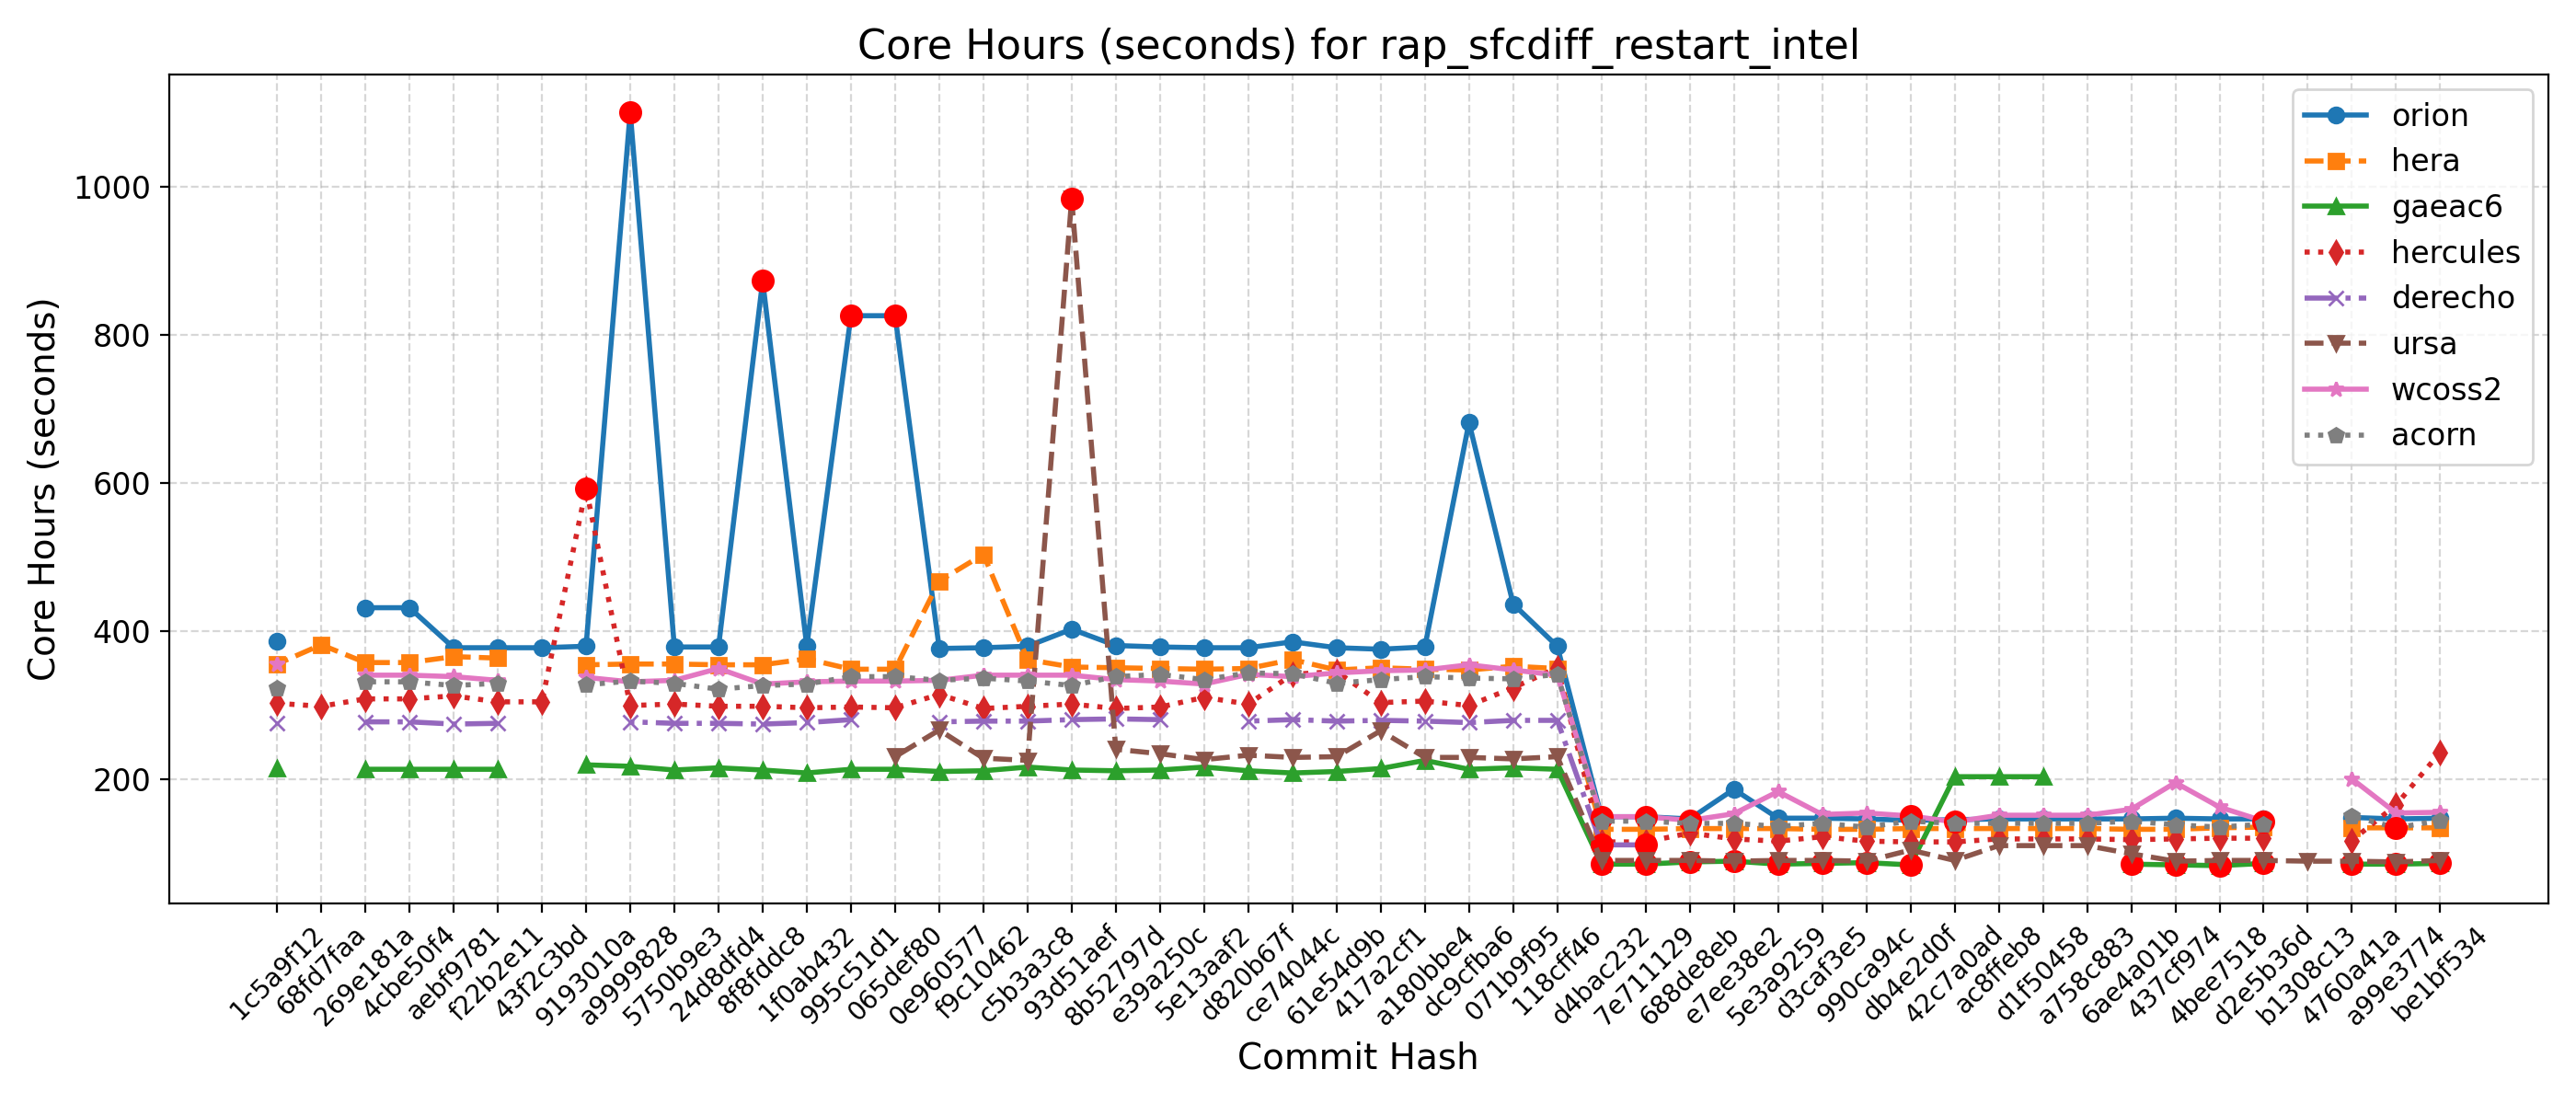 Core Hours (seconds) for rap_sfcdiff_restart_intel
Core Hours (seconds)
1000
800
600
400
200
orion
hera
gaeac6
hercules
derecho
ursa
wcoss2
acorn
1c5a9f12
68fd7faa
269e181a
4cbe50f4
aebf9781
f22b2e11
43f2c3bd
9193010a
a9999828
5750b9e3
24d8dfd4
8f8fddc8
1f0ab432
995c51d1
065def80
0e960577
f9c10462
c5b3a3c8
93d51aef
8b52797d
e39a250c
5e13aaf2
d820b67f
ce74044c
61e54d9b
417a2cf1
a180bbe4
dc9cfba6
071b9f95
118cff46
d4bac232
7e711129
688de8eb
e7ee38e2
5e3a9259
d3caf3e5
990ca94c
db4e2d0f
42c7a0ad
ac8ffeb8
d1f50458
a758c883
6ae4a01b
437cf974
4bee7518
d2e5b36d
b1308c13
4760a41a
a99e3774
be1bf534
Commit Hash